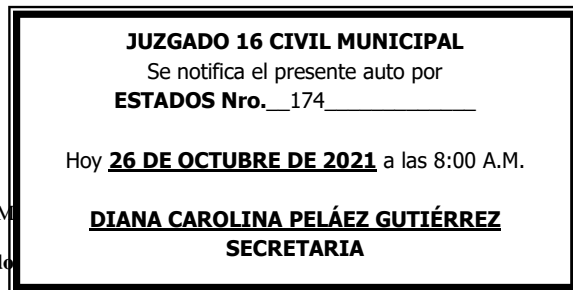 JUZGADO 16 CIVIL MUNICIPAL
Se notifica el presente auto por
ESTADOS Nro.__174______________
Hoy 26 DE OCTUBRE DE 2021 a las 8:00 A.M.
DIANA CAROLINA PELÁEZ GUTIÉRREZ
SECRETARIA